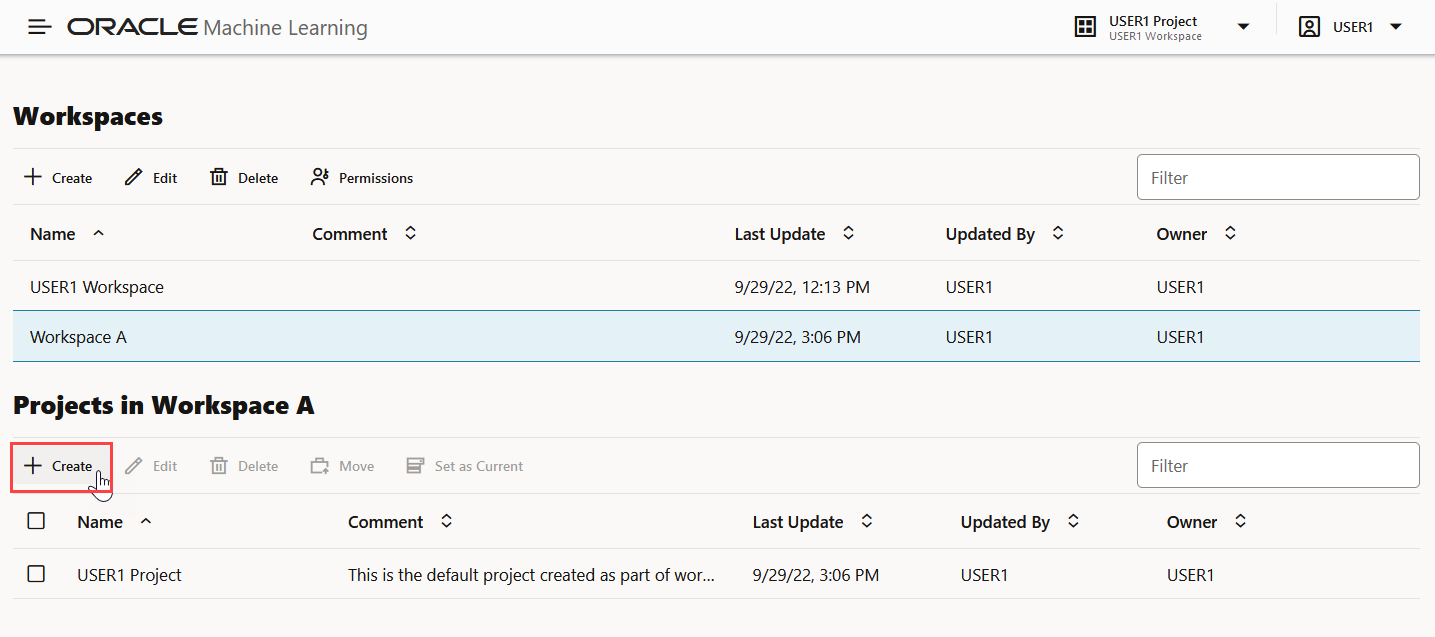 ORACLE Machine Learning
USER1 Project
USER1 Workspace
USER1
Workspaces
Create Edit Delete Permissions Filter
Name Comment Last Update Updated By Owner
USER1 Workspace 9/29/22, 12:13 PM USER1 USER1
Workspace A 9/29/22, 3:06 PM USER1 USER1
Projects in Workspace A
Create Edit Delete Move Set as Current Filter
Name Comment Last Update Updated By Owner
USER1 Project This is the default project created as part of wor... 9/29/22, 3:06 PM USER1 USER1